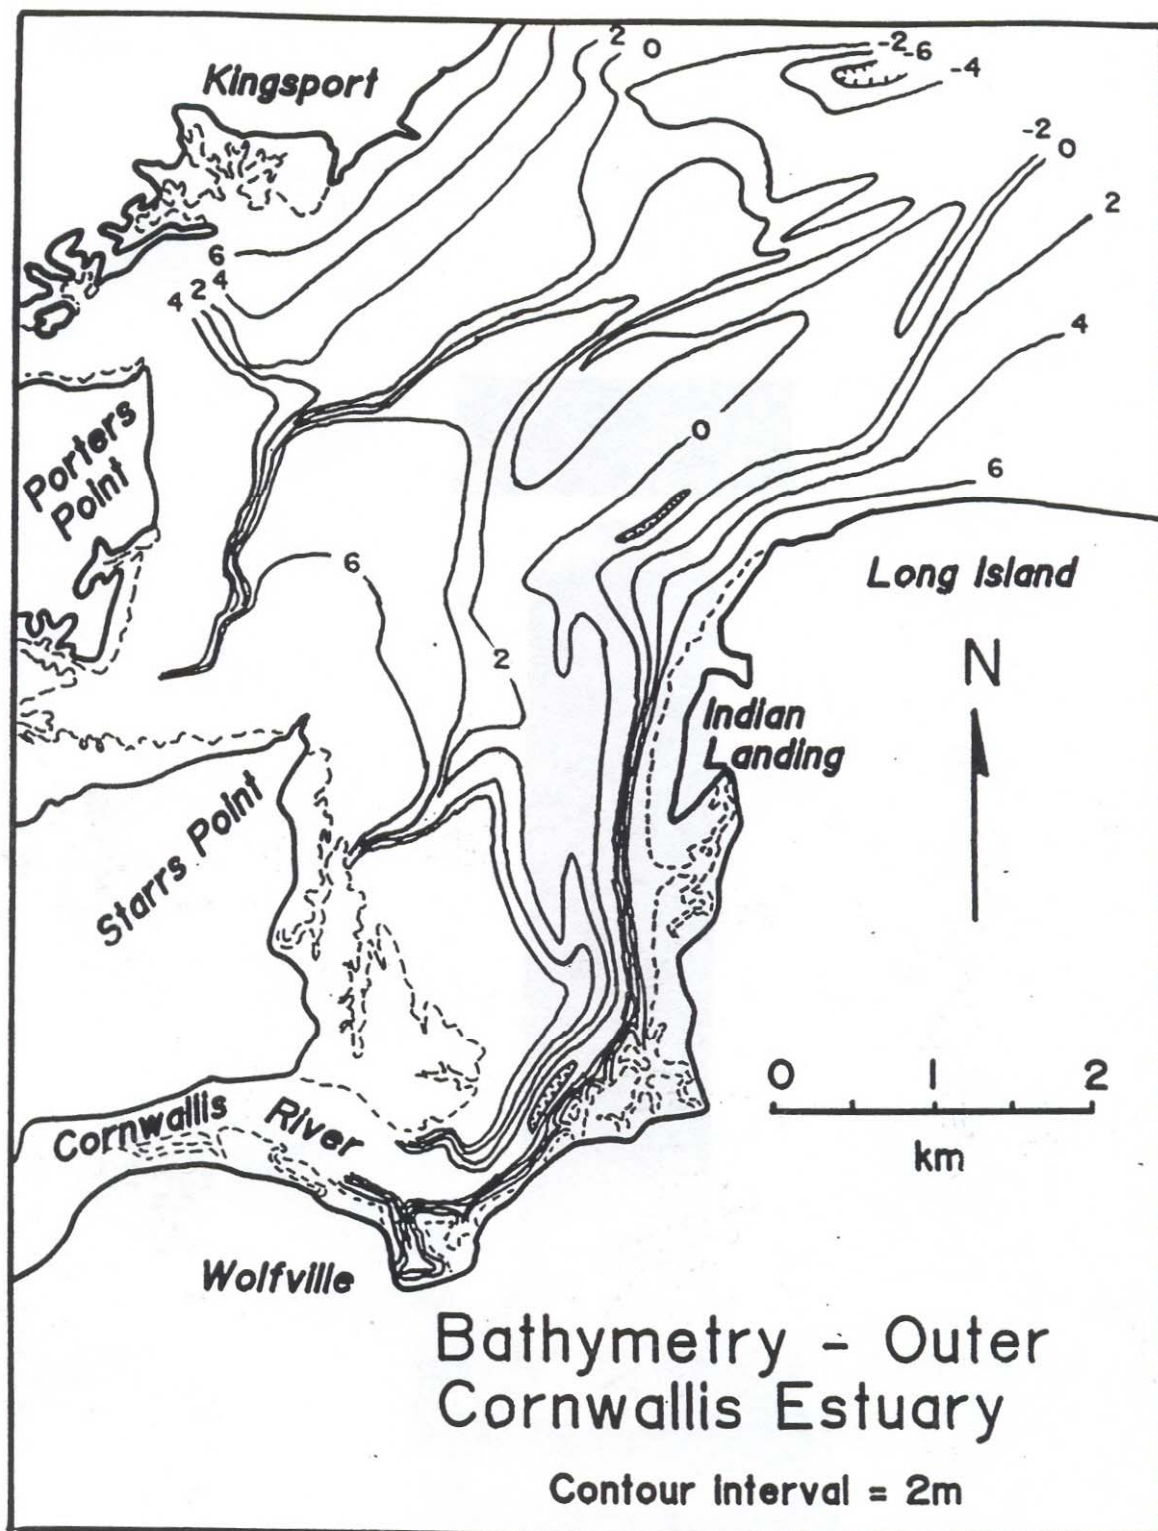 2
0
-2
-6
-4
Kingsport
-2
0
2
6
4
2
4
4
Porters
Point
0
6
6
Long Island
2
N
Indian
Landing
Starrs Point
0 1 2
km
Cornwallis River
Wolfville
Bathymetry - Outer
Cornwallis Estuary
Contour Interval = 2m